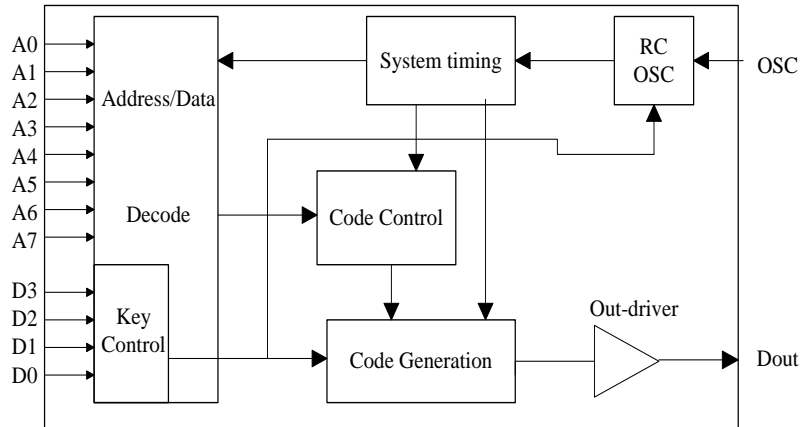 A0
A1
A2
A3
A4
A5
A6
A7
D3
D2
D1
D0
Address/Data
Decode
Key
Control
System timing
RC
OSC
OSC
Code Control
Code Generation
Out-driver
Dout